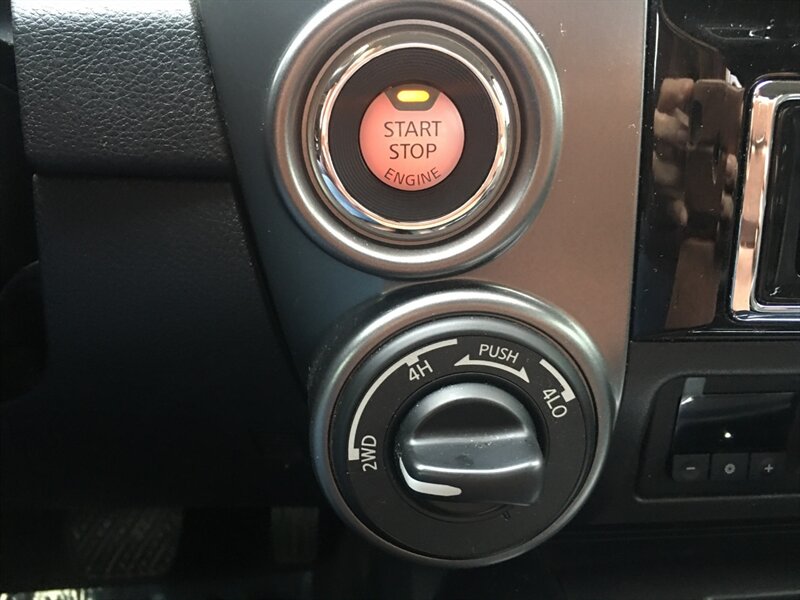 START
STOP
ENGINE
4H
PUSH
4LO
2WD